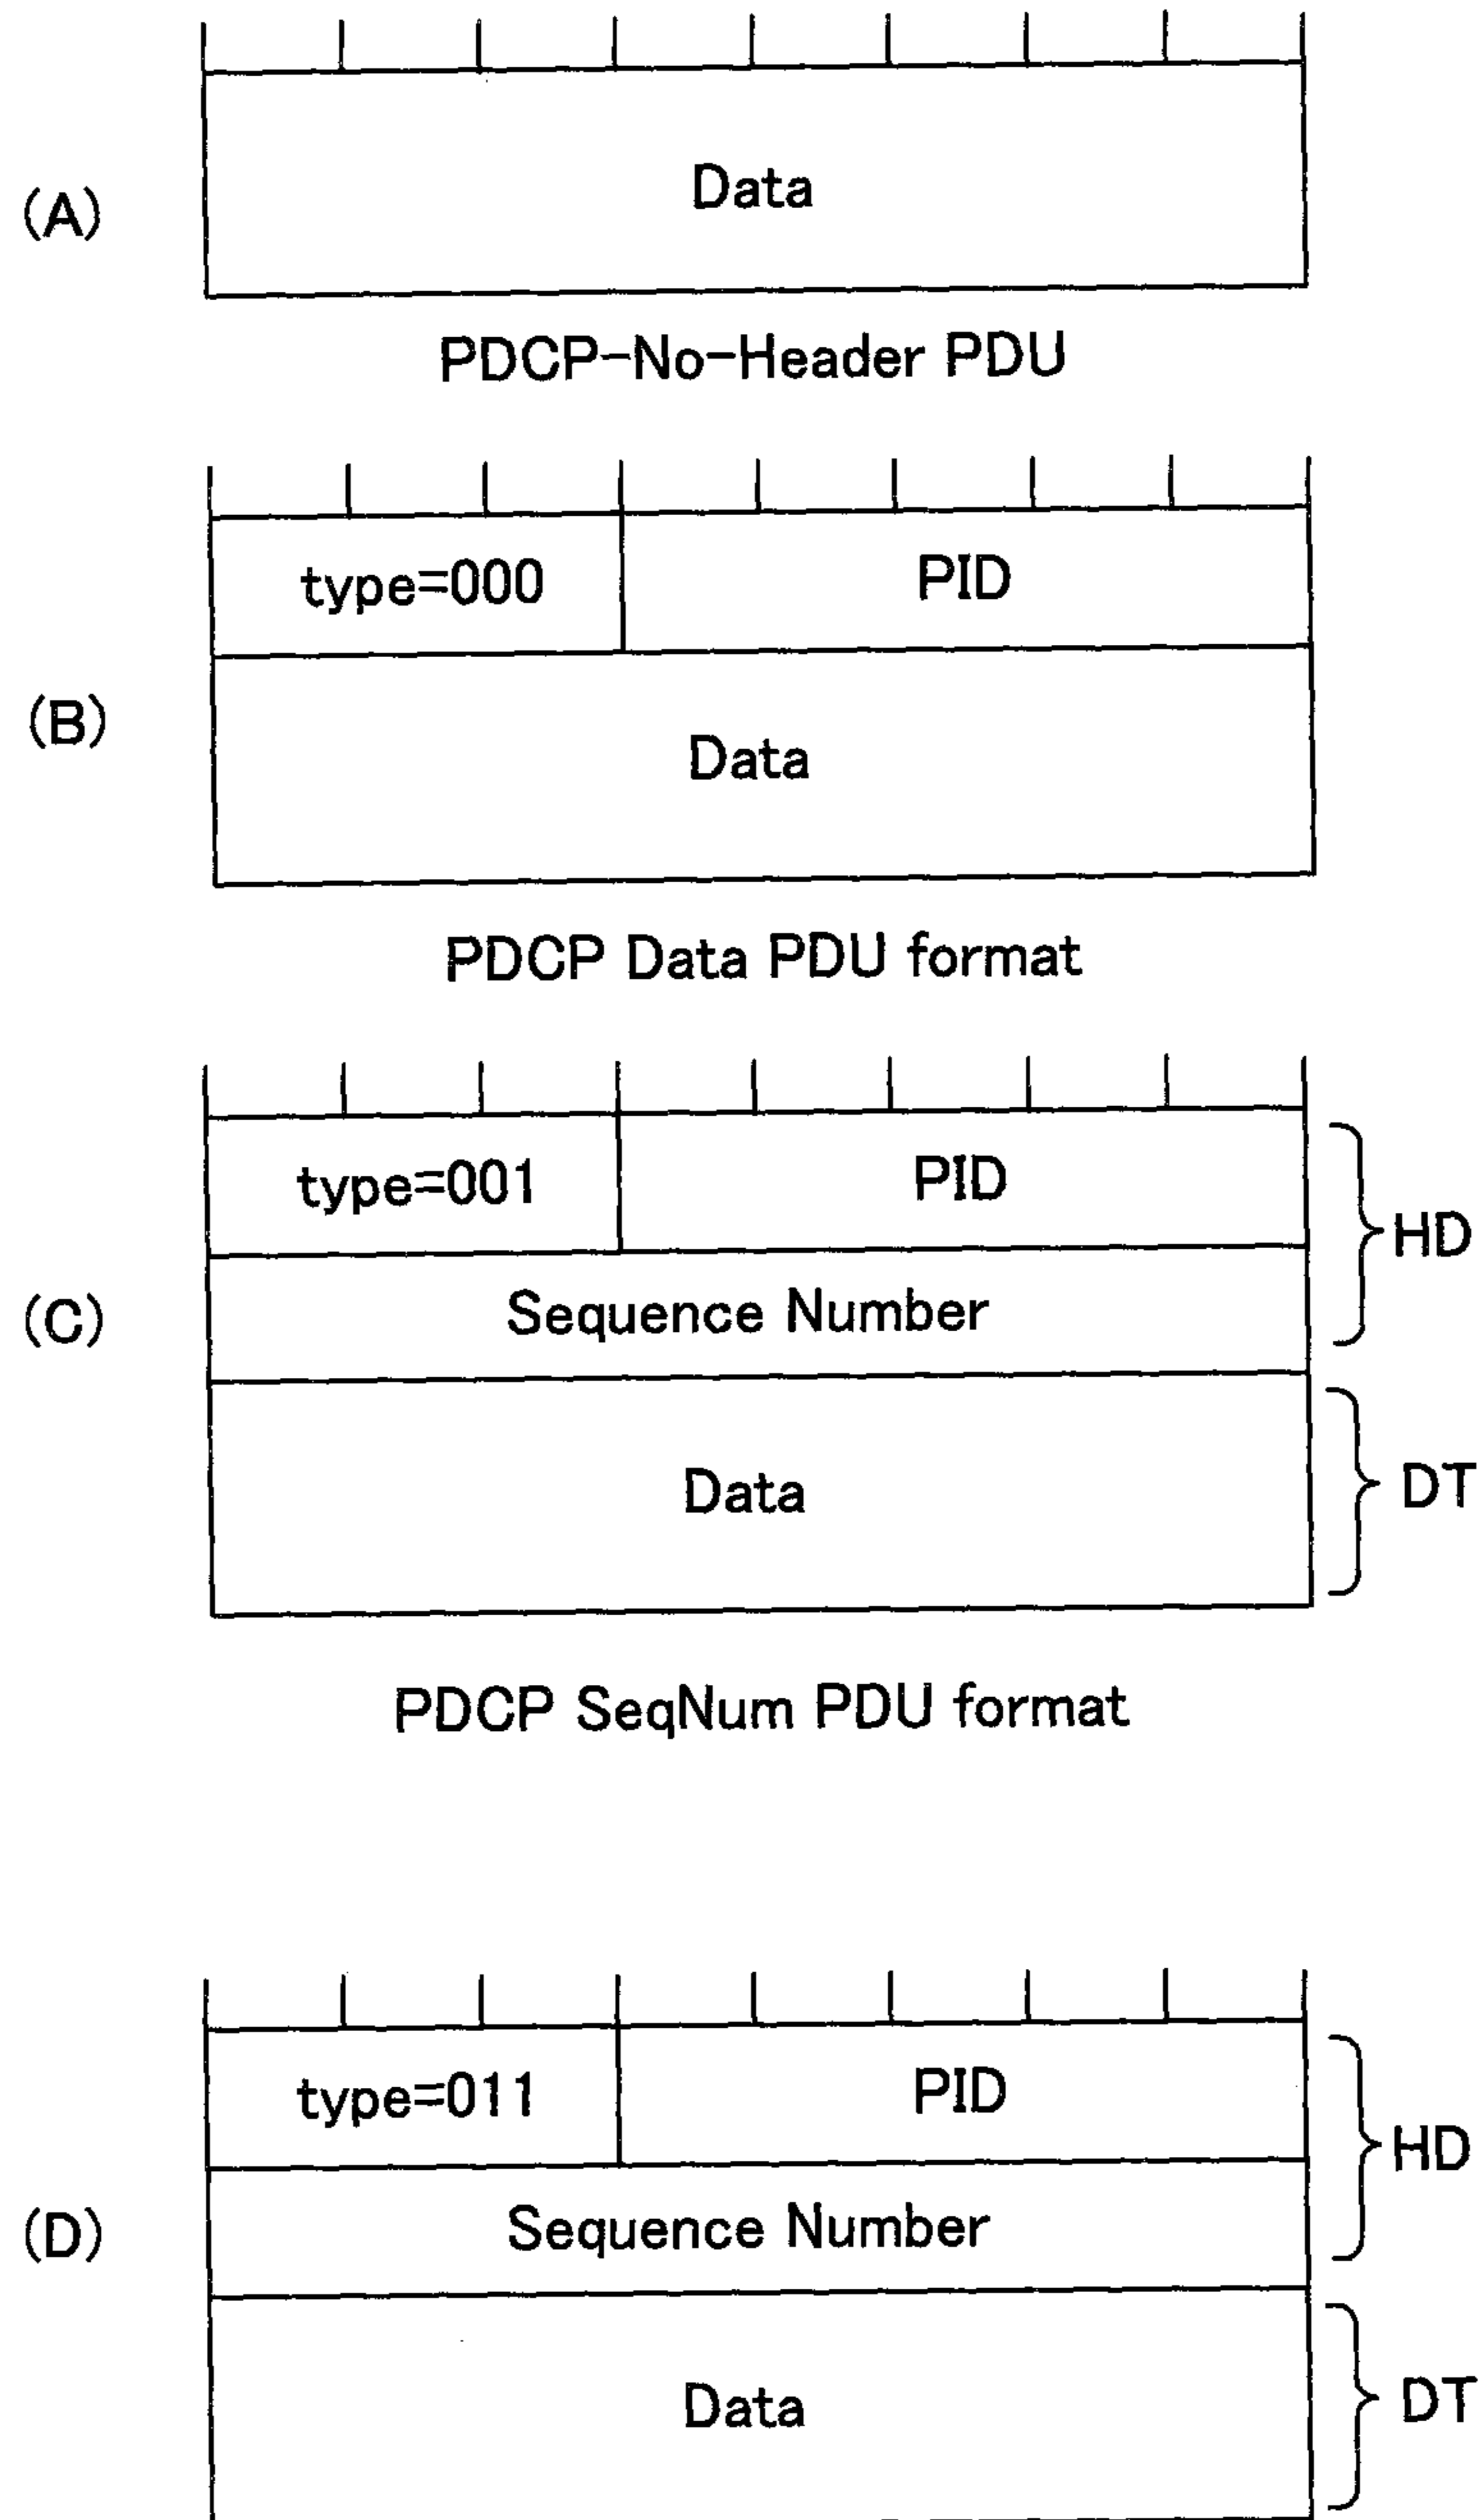 (A)
Data
PDCP-No-Header PDU
type=000 PID
(B)
Data
PDCP Data PDU format
type=001 PID
HD
(C)
Sequence Number
Data
DT
PDCP SeqNum PDU format
type=011 PID
HD
(D)
Sequence Number
Data
DT